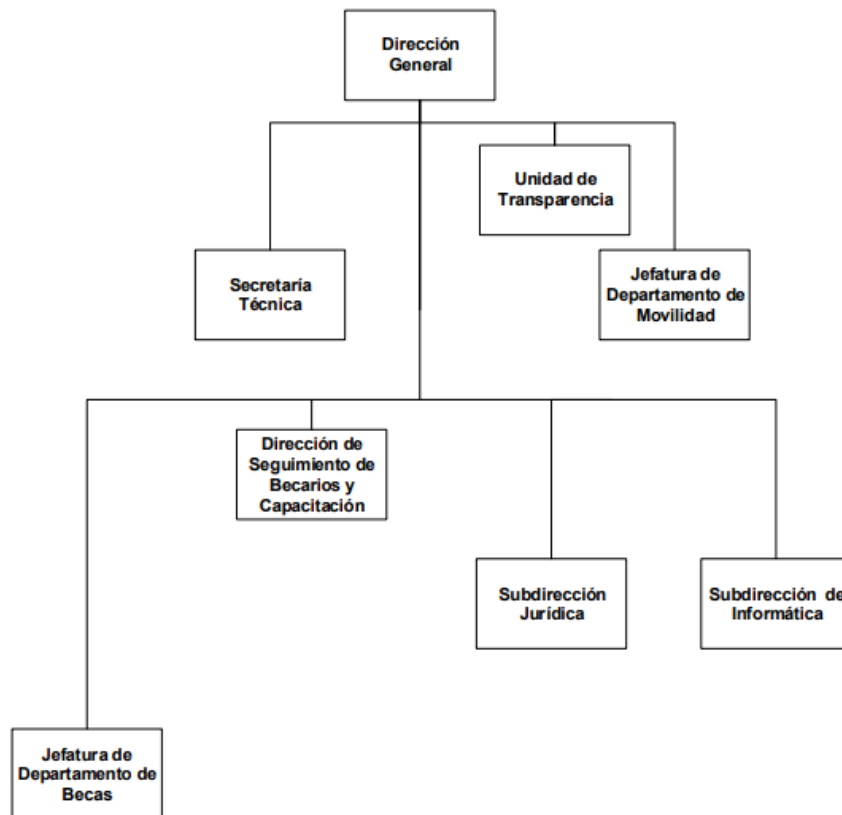 Dirección
General
Unidad de
Transparencia
Secretaría
Técnica
Jefatura de
Departamento de
Movilidad
Dirección de
Seguimiento de
Becarios y
Capacitación
Subdirección
Jurídica
Subdirección de
Informática
Jefatura de
Departamento de
Becas